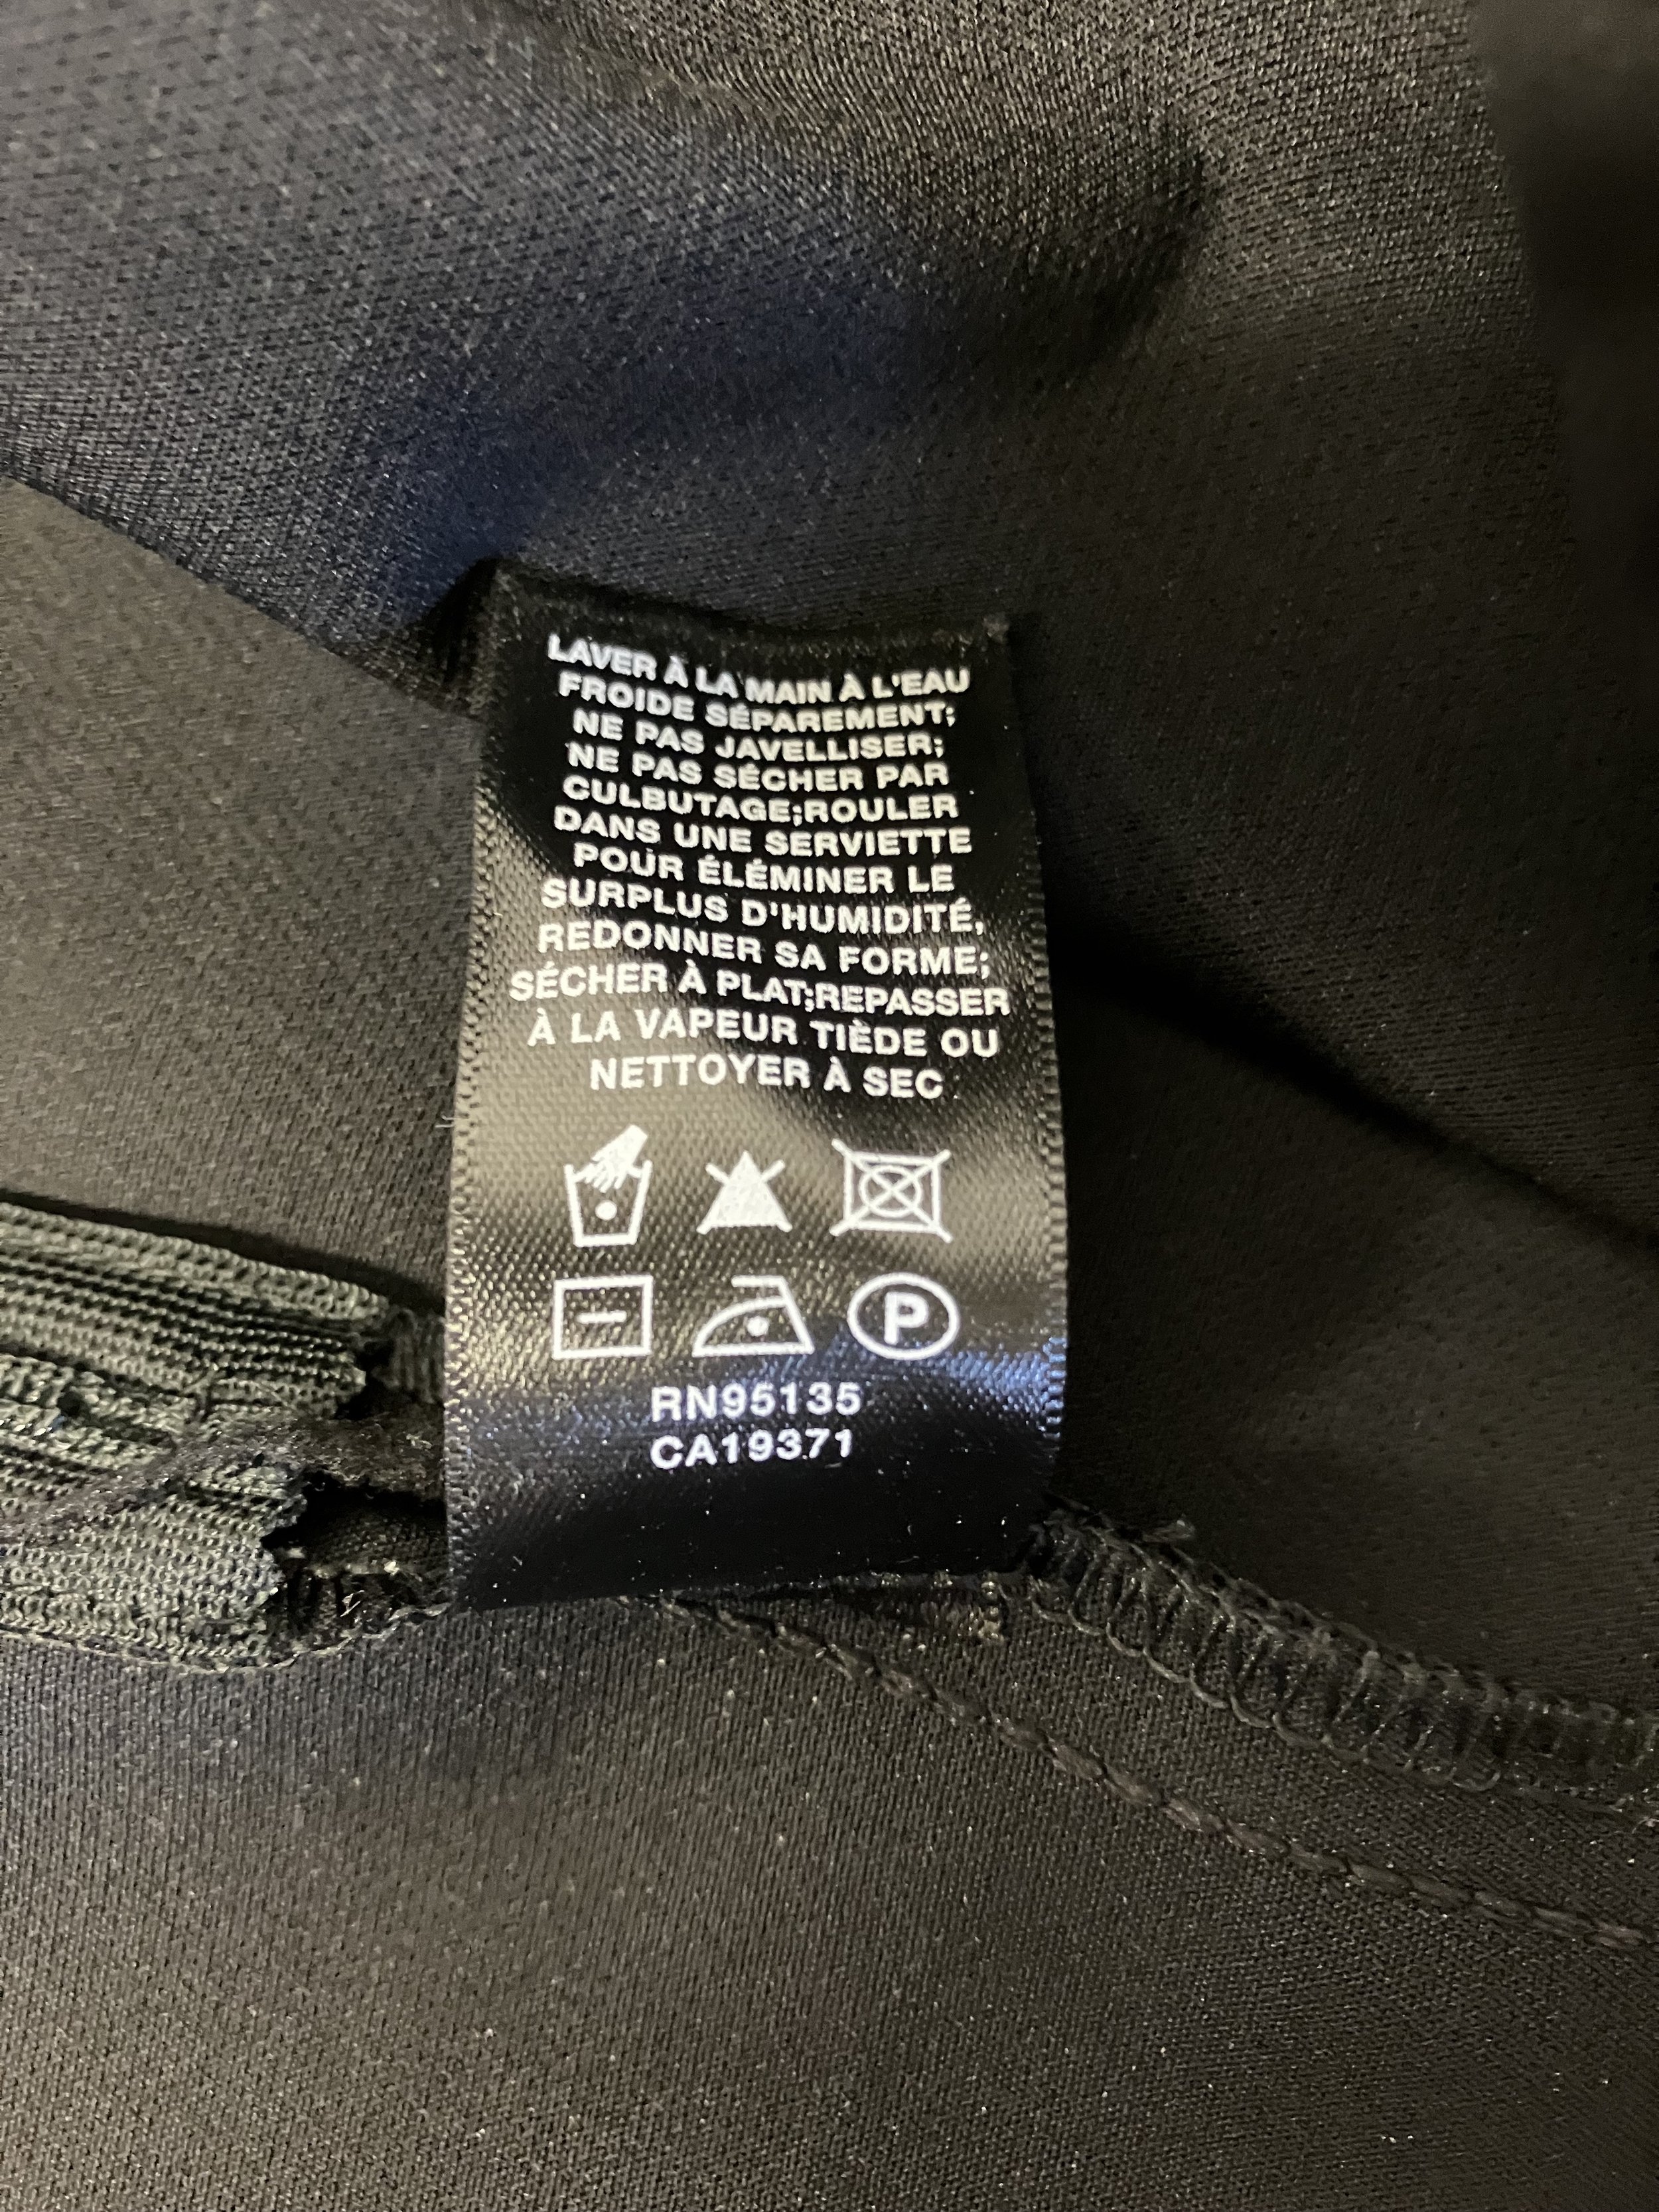 LAVER À LA MAIN À L'EAU
FROIDE SÉPAREMENT;
NE PAS JAVELLISER;
NE PAS SÉCHER PAR
CULBUTAGE;ROULER
DANS UNE SERVIETTE
POUR ÉLÉMINER LE
SURPLUS D'HUMIDITÉ,
REDONNER SA FORME;
SÉCHER À PLAT;REPASSER
À LA VAPEUR TIÈDE OU
NETTOYER À SEC
P
RN95135
CA19371